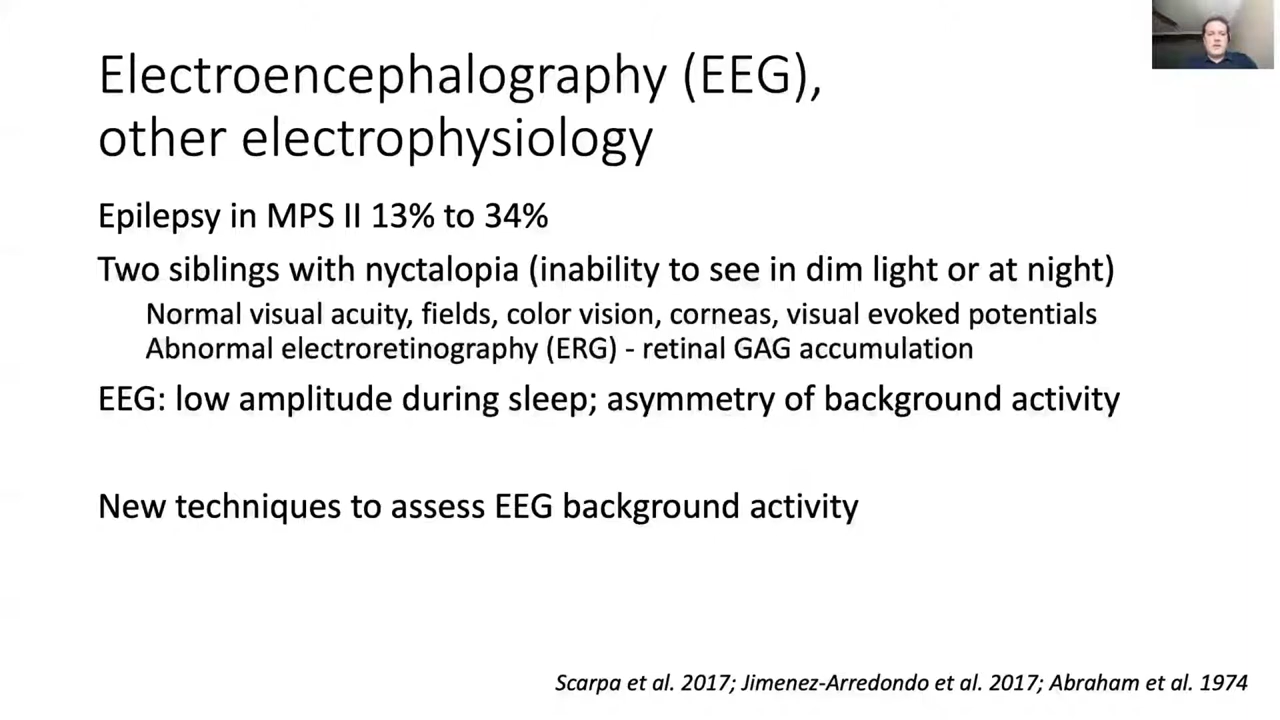 Electroencephalography (EEG),
other electrophysiology
Epilepsy in MPS II 13% to 34%
Two siblings with nyctalopia (inability to see in dim light or at night)
Normal visual acuity, fields, color vision, corneas, visual evoked potentials
Abnormal electroretinography (ERG) - retinal GAG accumulation
EEG: low amplitude during sleep; asymmetry of background activity
New techniques to assess EEG background activity
Scarpa et al. 2017; Jimenez-Arredondo et al. 2017; Abraham et al. 1974